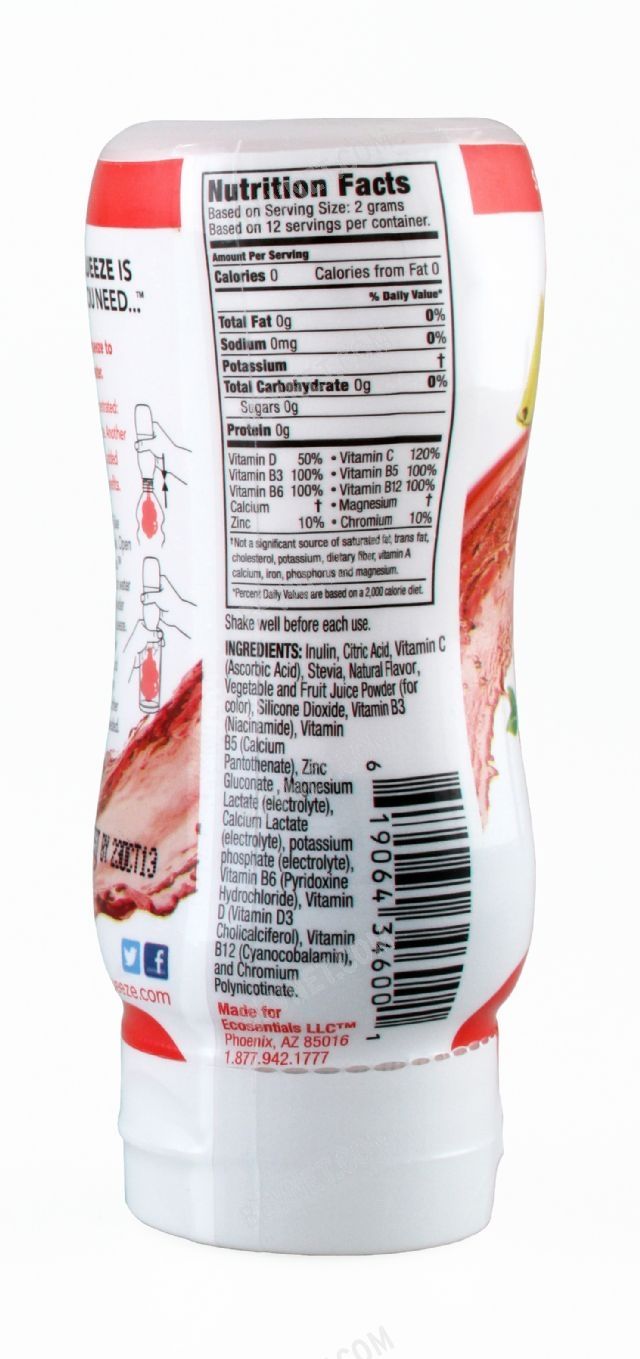 Nutrition Facts
Based on Serving Size: 2 grams
Based on 12 servings per container.
Amount Per Serving
Calories 0 Calories from Fat 0
% Daily Value*
Total Fat 0g 0%
Sodium 0mg 0%
Potassium †
Total Carbohydrate 0g 0%
Sugars 0g
Protein 0g
Vitamin D 50% • Vitamin C 120%
Vitamin B3 100% • Vitamin B5 100%
Vitamin B6 100% • Vitamin B12 100%
Calcium † • Magnesium †
Zinc 10% • Chromium 10%
†Not a significant source of saturated fat, trans fat,
cholesterol, potassium, dietary fiber, vitamin A
calcium, iron, phosphorus and magnesium.
*Percent Daily Values are based on a 2,000 calorie diet.
Shake well before each use.
INGREDIENTS: Inulin, Citric Acid, Vitamin C
(Ascorbic Acid), Stevia, Natural Flavor,
Vegetable and Fruit Juice Powder (for
color), Silicone Dioxide, Vitamin B3
(Niacinamide), Vitamin
B5 (Calcium
Pantothenate), Zinc
Gluconate , Magnesium
Lactate (electrolyte),
Calcium Lactate
(electrolyte), potassium
phosphate (electrolyte),
Vitamin B6 (Pyridoxine
Hydrochloride), Vitamin
D (Vitamin D3
Cholicalciferol), Vitamin
B12 (Cyanocobalamin),
and Chromium
Polynicotinate.
Made for
Ecosentials LLC™
Phoenix, AZ 85016
1.877.942.1777
6 19064 34600 1
EEZE IS
U NEED...™
to
Another
Open
BY 23OCT13
eeze.com